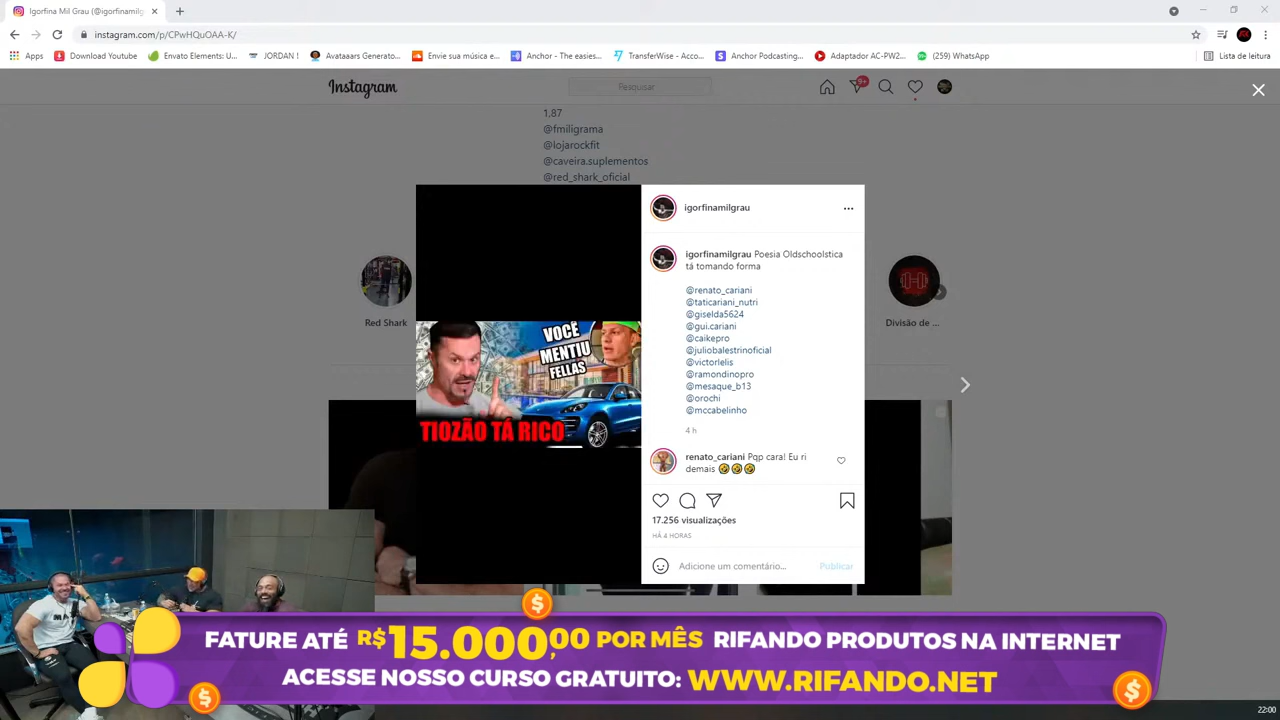 Igorfina Mil Grau (@igorfinamil
instagram.com/p/CPwHQuOAA-K/
Apps
Download Youtube
Envato Elements: U...
JORDAN !
Avataaars Generato...
Envie sua música e...
Anchor - The easies...
TransferWise - Acco...
Anchor Podcasting...
Adaptador AC-PW2...
(259) WhatsApp
Lista de leitura
Instagram
Pesquisar
9+
1,87
@fmiligrama
@lojarockfit
@caveira.suplementos
@red_shark_oficial
Red Shark
Divisão de ...
VOCÊ
MENTIU
FELLAS
TIOZÃO TÁ RICO
igorfinamilgrau
igorfinamilgrau Poesia Oldschoolstica
tá tomando forma
@renato_cariani
@taticariani_nutri
@giselda5624
@gui.cariani
@caikepro
@juliobalestrinoficial
@victorlelis
@ramondinopro
@mesaque_b13
@orochi
@mccabelinho
4 h
renato_cariani Pqp cara! Eu ri
demais 🤣🤣🤣
17.256 visualizações
HÁ 4 HORAS
Adicione um comentário...
Publicar
FATURE ATÉ R$15.000,00 POR MÊS RIFANDO PRODUTOS NA INTERNET
ACESSE NOSSO CURSO GRATUITO: WWW.RIFANDO.NET
22:00